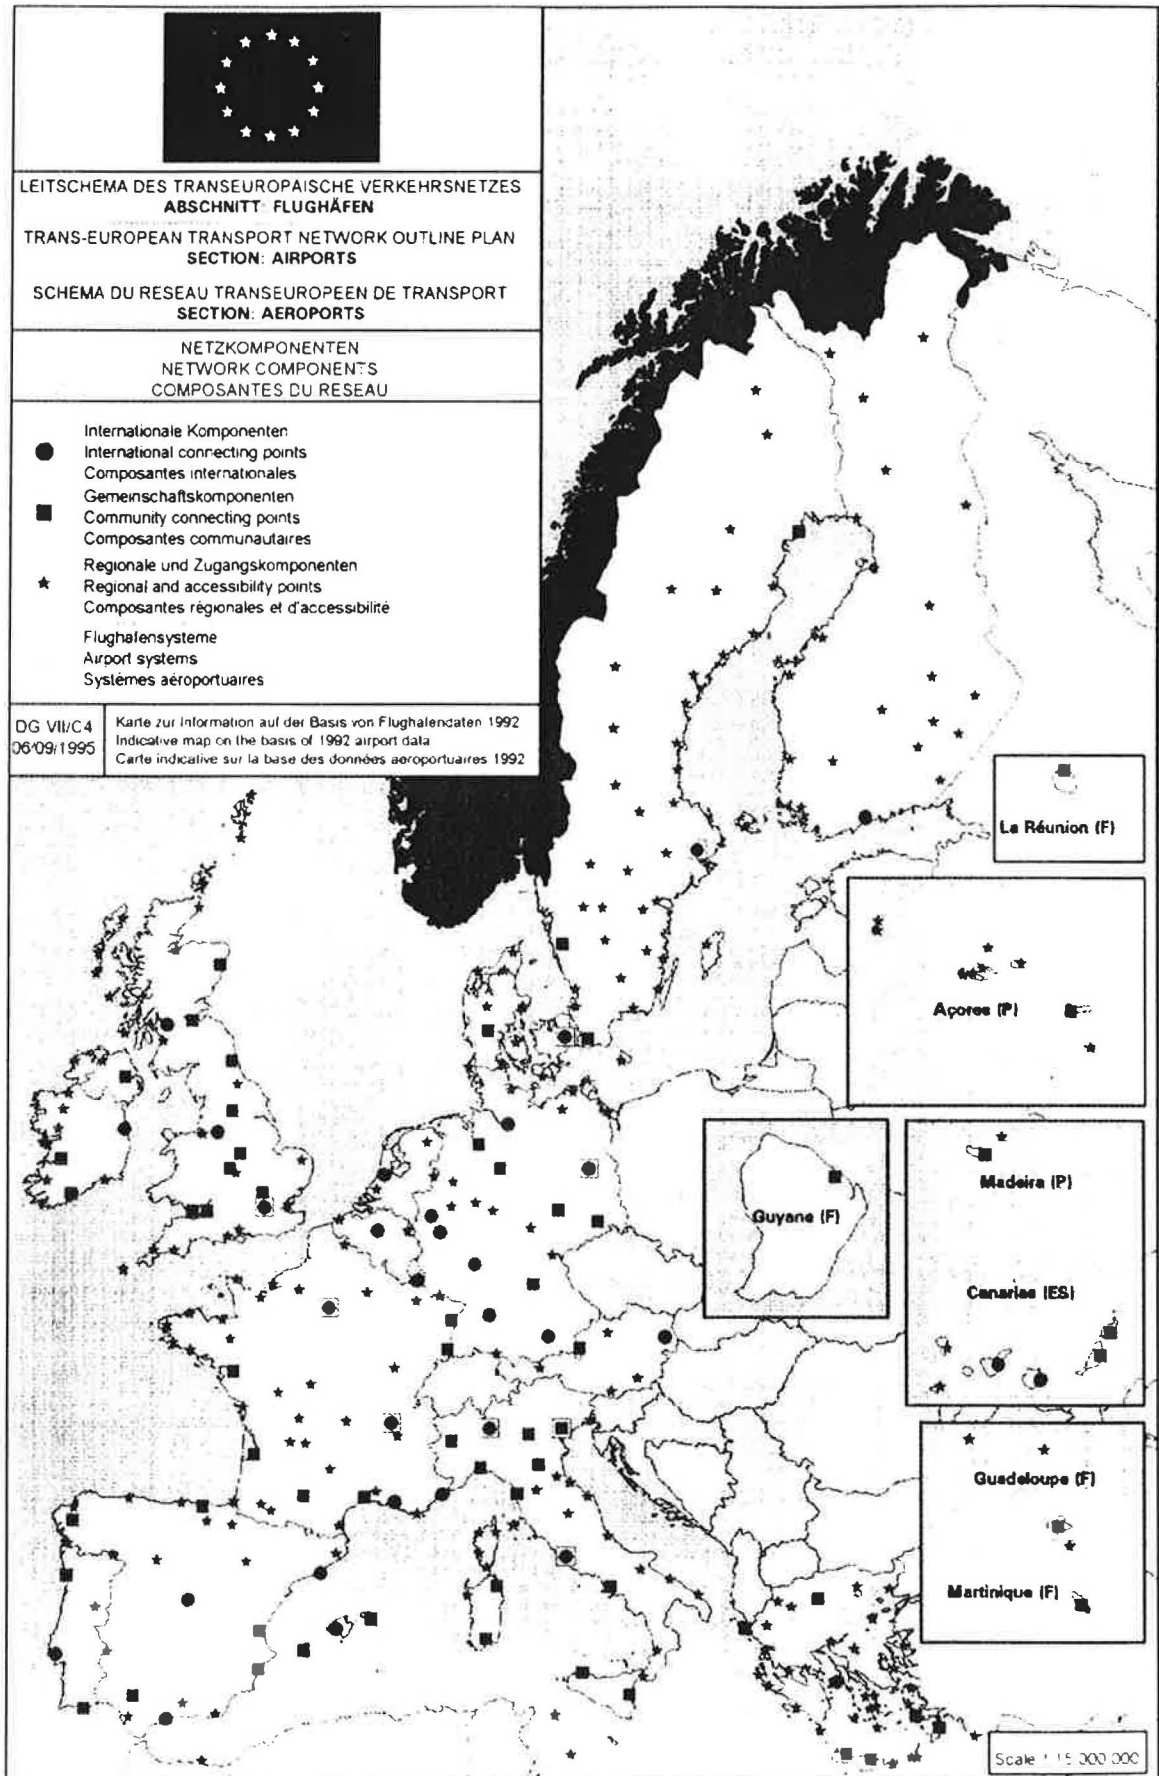 LEITSCHEMA DES TRANSEUROPAISCHE VERKEHRSNETZES
ABSCHNITT: FLUGHÄFEN
TRANS-EUROPEAN TRANSPORT NETWORK OUTLINE PLAN
SECTION: AIRPORTS
SCHEMA DU RESEAU TRANSEUROPEEN DE TRANSPORT
SECTION: AEROPORTS
NETZKOMPONENTEN
NETWORK COMPONENTS
COMPOSANTES DU RESEAU
Internationale Komponenten
International connecting points
Composantes internationales
Gemeinschaftskomponenten
Community connecting points
Composantes communautaires
Regionale und Zugangskomponenten
Regional and accessibility points
Composantes régionales et d'accessibilité
Flughafensysteme
Airport systems
Systèmes aéroportuaires
DG VII/C4
06/09/1995
Karte zur Information auf der Basis von Flughafendaten 1992
Indicative map on the basis of 1992 airport data
Carte indicative sur la base des données aeroportuaires 1992
La Réunion (F)
Açores (P)
Madeira (P)
Guyane (F)
Canarias (ES)
Guadeloupe (F)
Martinique (F)
Scale 1:15 000 000